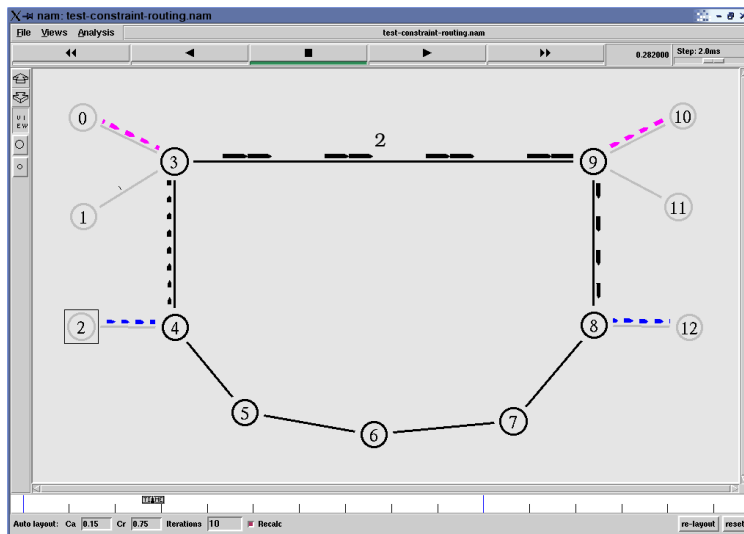 nam: test-constraint-routing.nam
File Views Analysis test-constraint-routing.nam
0.282000 Step: 2.0ms
0 10
2
3 9
1 11
2 4 8 12
5
7
6
Auto layout: Ca 0.15 Cr 0.75 Iterations 10 Recalc re-layout reset